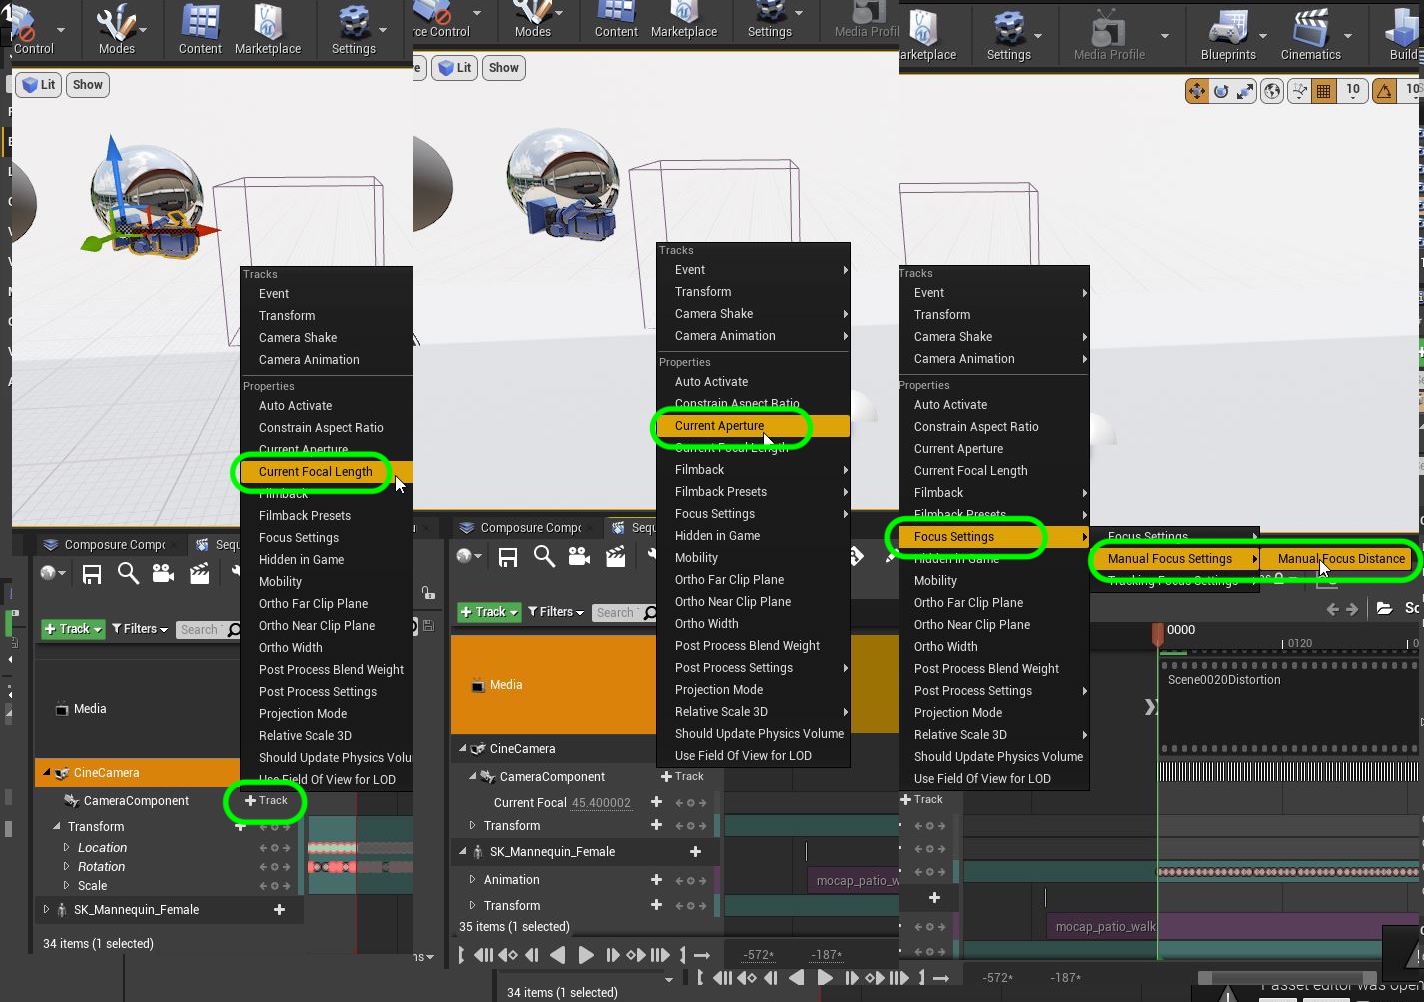 Control
Modes
Content
Marketplace
Settings
Lit
Show
Tracks
Event
Transform
Camera Shake
Camera Animation
Properties
Auto Activate
Constrain Aspect Ratio
Current Aperture
Current Focal Length
Filmback
Filmback Presets
Focus Settings
Hidden in Game
Mobility
Ortho Far Clip Plane
Ortho Near Clip Plane
Ortho Width
Post Process Blend Weight
Post Process Settings
Projection Mode
Relative Scale 3D
Should Update Physics Volu
Use Field Of View for LOD
Composure Compo
Sequ
+ Track
Filters
Search
Media
CineCamera
CameraComponent
+ Track
Transform
Location
Rotation
Scale
SK_Mannequin_Female
34 items (1 selected)
rce Control
Modes
Content
Marketplace
Settings
Media Profil
Lit
Show
Tracks
Event
Transform
Camera Shake
Camera Animation
Properties
Auto Activate
Constrain Aspect Ratio
Current Aperture
Current Focal Length
Filmback
Filmback Presets
Focus Settings
Hidden in Game
Mobility
Ortho Far Clip Plane
Ortho Near Clip Plane
Ortho Width
Post Process Blend Weight
Post Process Settings
Projection Mode
Relative Scale 3D
Should Update Physics Volume
Use Field Of View for LOD
Composure Compo
Sequ
+ Track
Filters
Search
Media
CineCamera
CameraComponent
+ Track
Current Focal 45.400002
Transform
SK_Mannequin_Female
Animation
mocap_patio_w
Transform
35 items (1 selected)
-572*
-187*
34 items (1 selected)
arketplace
Settings
Media Profile
Blueprints
Cinematics
Build
10
10
Tracks
Event
Transform
Camera Shake
Camera Animation
Properties
Auto Activate
Constrain Aspect Ratio
Current Aperture
Current Focal Length
Filmback
Filmback Presets
Focus Settings
Hidden in Game
Mobility
Ortho Far Clip Plane
Ortho Near Clip Plane
Ortho Width
Post Process Blend Weight
Post Process Settings
Projection Mode
Relative Scale 3D
Should Update Physics Volume
Use Field Of View for LOD
Focus Settings
Manual Focus Settings
Tracking Focus Settings
Manual Focus Distance
Sc
0000
0120
Scene0020Distortion
+ Track
mocap_patio_walk
-572*
-187*
asset editor was open